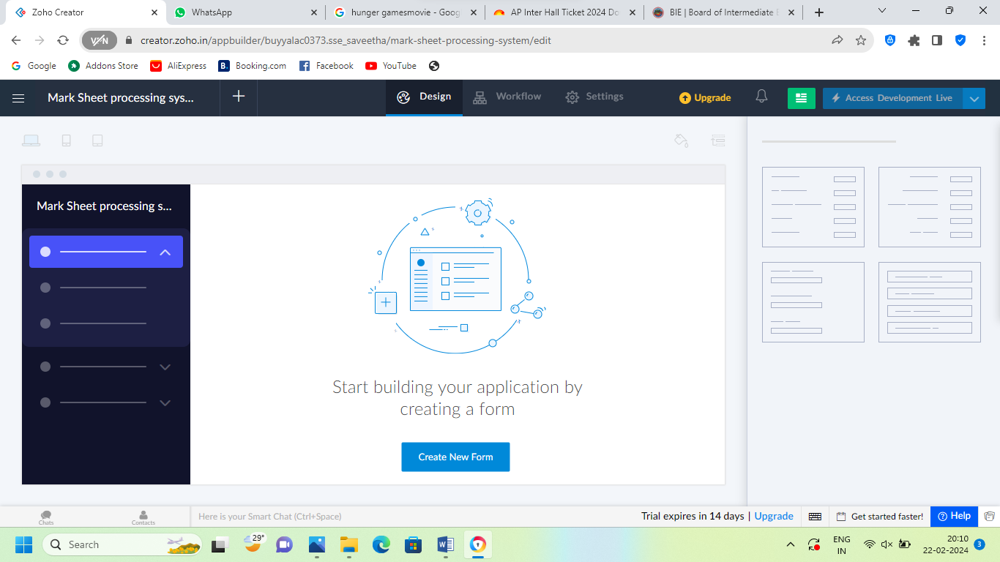 Zoho Creator
WhatsApp
hunger gamesmovie - Goog
AP Inter Hall Ticket 2024 Do
BIE | Board of Intermediate E
VPN
creator.zoho.in/appbuilder/buyyalac0373.sse_saveetha/mark-sheet-processing-system/edit
Google
Addons Store
AliExpress
B.
Booking.com
Facebook
YouTube
Mark Sheet processing sys...
Design
Workflow
Settings
Upgrade
Access Development Live
Mark Sheet processing s...
Start building your application by
creating a form
Create New Form
Chats
Contacts
Here is your Smart Chat (Ctrl+Space)
Trial expires in 14 days | Upgrade
Get started faster!
Help
Search
29°
ENG
IN
20:10
22-02-2024
3